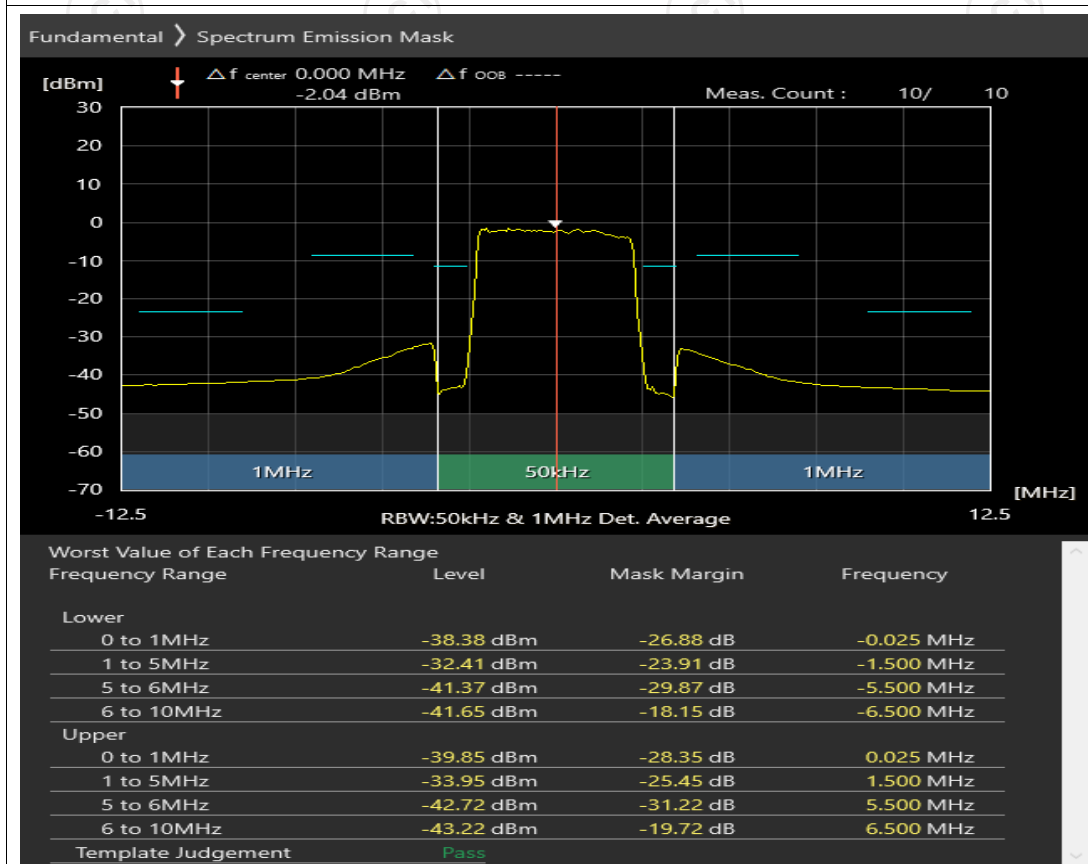 Fundamental 〉 Spectrum Emission Mask
△f center 0.000 MHz △f OOB -----
[dBm] -2.04 dBm Meas. Count : 10/ 10
30
20
10
0
-10
-20
-30
-40
-50
-60
1MHz 50kHz 1MHz
-70
[MHz]
-12.5 RBW:50kHz & 1MHz Det. Average 12.5
Worst Value of Each Frequency Range
Frequency Range Level Mask Margin Frequency
Lower
0 to 1MHz -38.38 dBm -26.88 dB -0.025 MHz
1 to 5MHz -32.41 dBm -23.91 dB -1.500 MHz
5 to 6MHz -41.37 dBm -29.87 dB -5.500 MHz
6 to 10MHz -41.65 dBm -18.15 dB -6.500 MHz
Upper
0 to 1MHz -39.85 dBm -28.35 dB 0.025 MHz
1 to 5MHz -33.95 dBm -25.45 dB 1.500 MHz
5 to 6MHz -42.72 dBm -31.22 dB 5.500 MHz
6 to 10MHz -43.22 dBm -19.72 dB 6.500 MHz
Template Judgement Pass